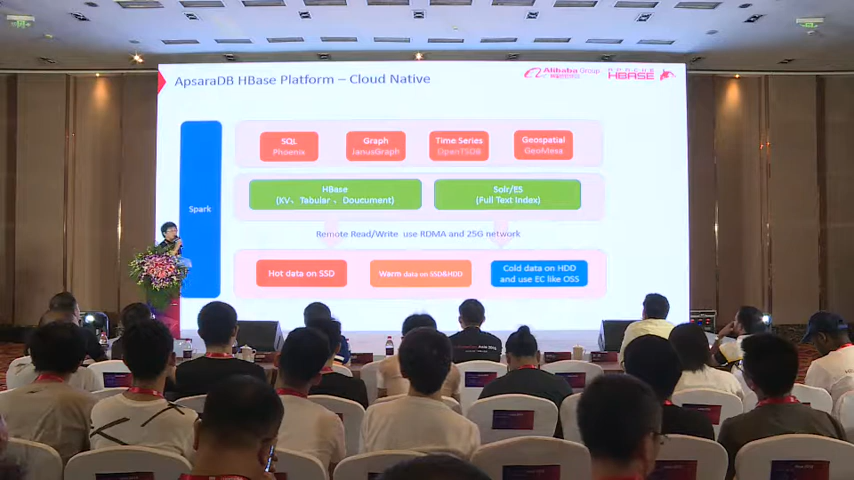 ApsaraDB HBase Platform – Cloud Native
Alibaba Group
APACHE
HBASE
SQL
Phoenix
Graph
JanusGraph
Time Series
OpenTSDB
Geospatial
GeoMesa
Spark
HBase
(KV、Tabular 、Doucument)
Solr/ES
(Full Text Index)
Remote Read/Write use RDMA and 25G network
Hot data on SSD
Warm data on SSD&HDD
Cold data on HDD
and use EC like OSS